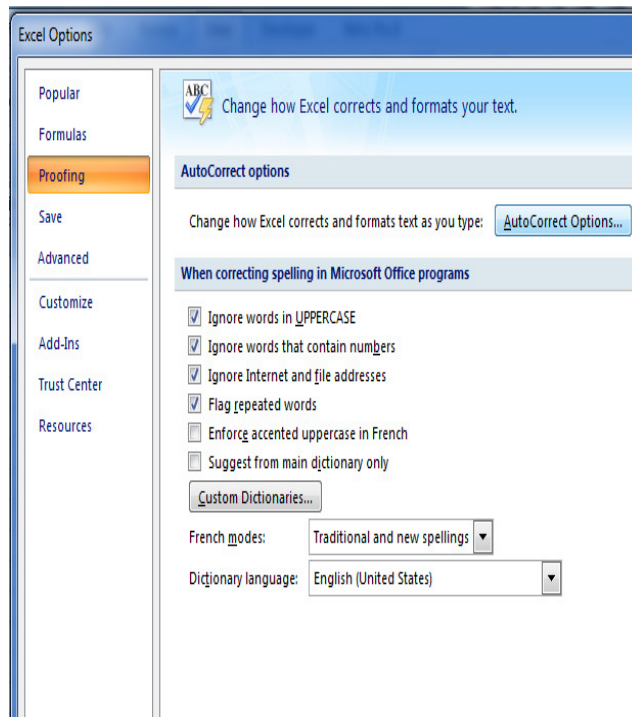 Excel Options
Popular
Formulas
Proofing
Save
Advanced
Customize
Add-Ins
Trust Center
Resources
ABC
Change how Excel corrects and formats your text.
AutoCorrect options
Change how Excel corrects and formats text as you type: AutoCorrect Options...
When correcting spelling in Microsoft Office programs
Ignore words in UPPERCASE
Ignore words that contain numbers
Ignore Internet and file addresses
Flag repeated words
Enforce accented uppercase in French
Suggest from main dictionary only
Custom Dictionaries...
French modes: Traditional and new spellings
Dictionary language: English (United States)